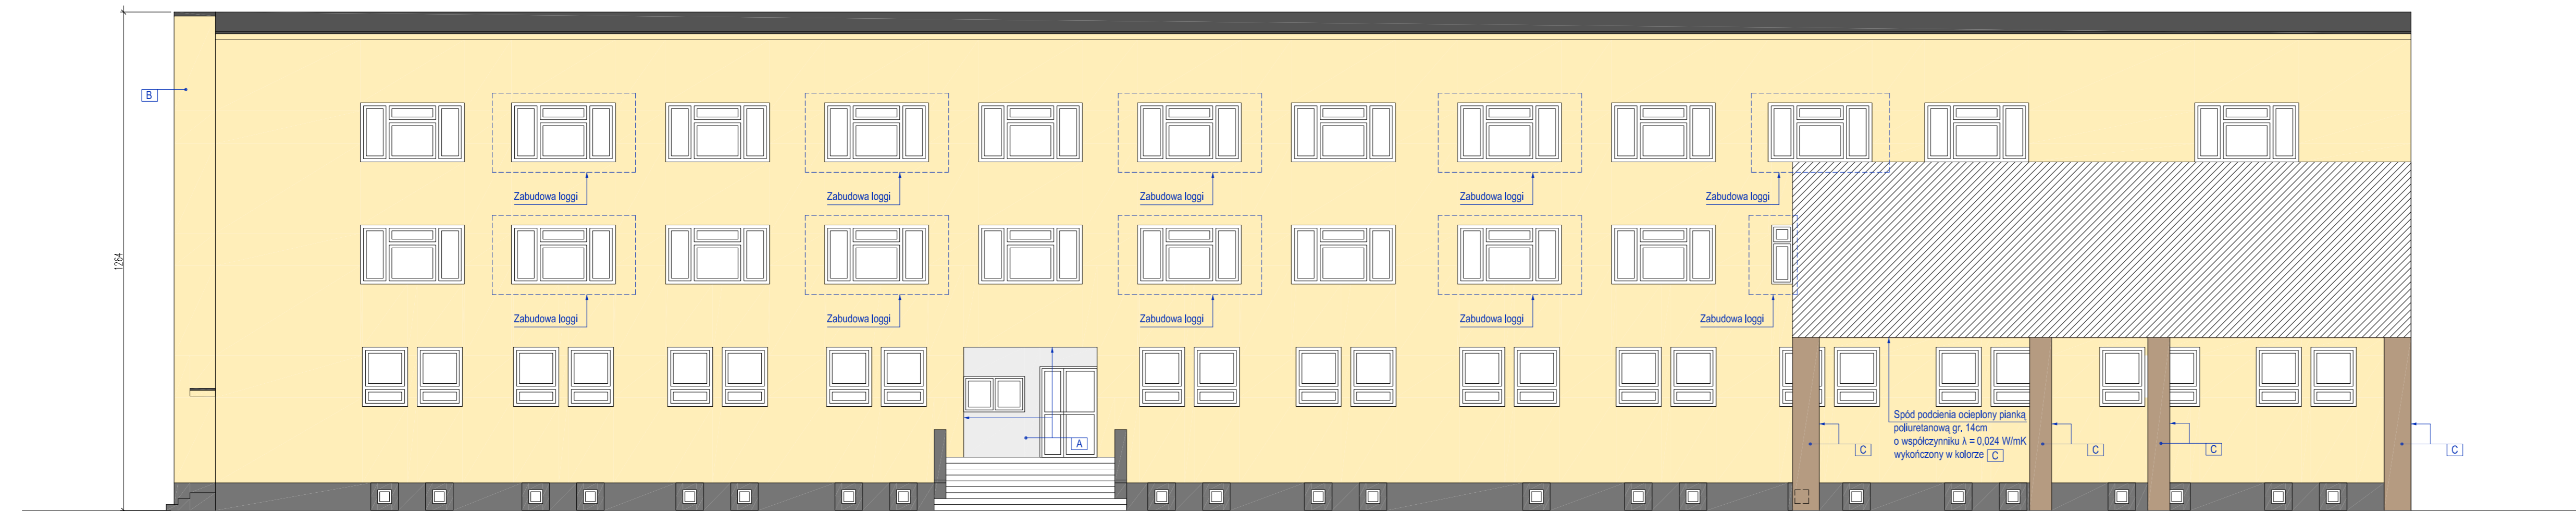 B
Zabudowa loggi
Zabudowa loggi
Zabudowa loggi
Zabudowa loggi
Zabudowa loggi
1264
Zabudowa loggi
Zabudowa loggi
Zabudowa loggi
Zabudowa loggi
Zabudowa loggi
A
Spód podcienia ocieplony pianką
poliuretanową gr. 14cm
o współczynniku λ = 0,024 W/mK
wykończony w kolorze C
C
C
C
C